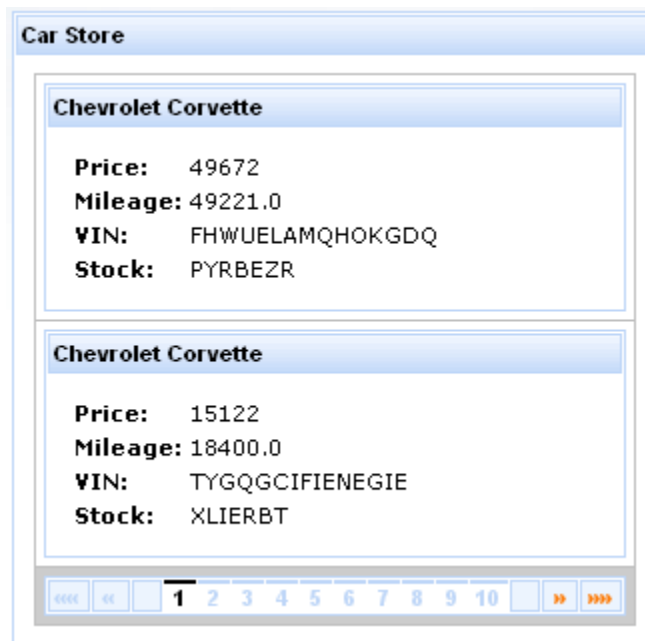 Car Store
Chevrolet Corvette
Price: 49672
Mileage: 49221.0
VIN: FHWUELAMQHOKGDQ
Stock: PYRBEZR
Chevrolet Corvette
Price: 15122
Mileage: 18400.0
VIN: TYGQGCIFIENEGIE
Stock: XLIERBT
«« « 1 2 3 4 5 6 7 8 9 10 » »»